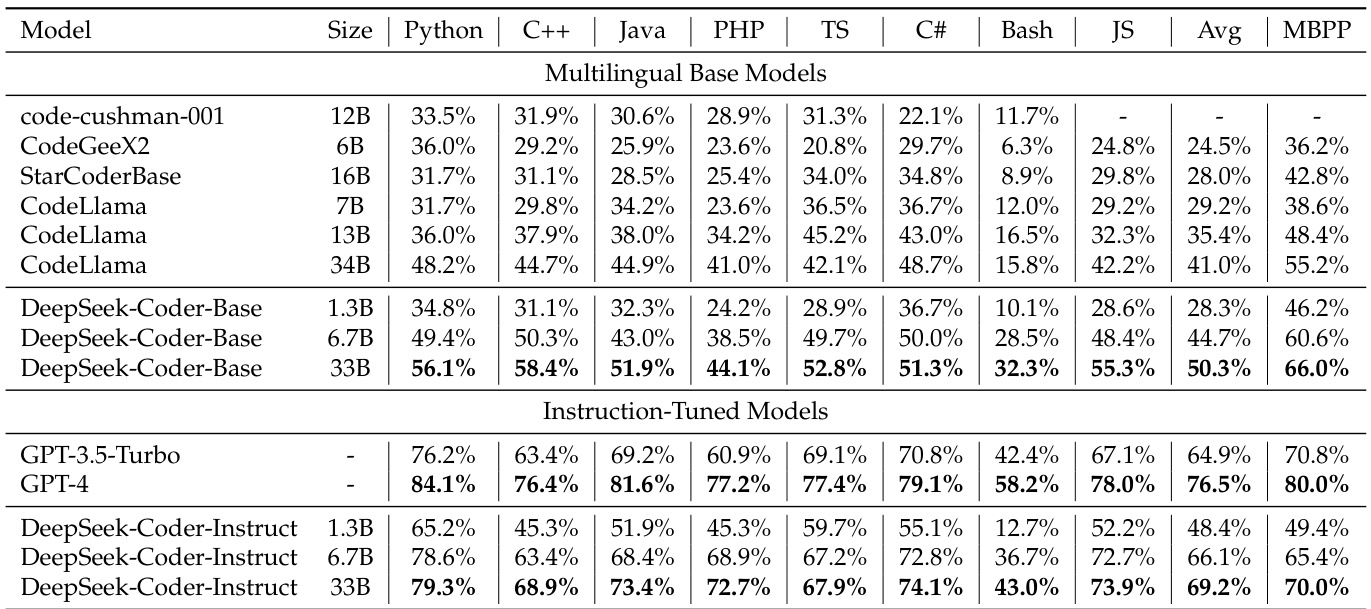 Model Size Python C++ Java PHP TS C# Bash JS Avg MBPP
Multilingual Base Models
code-cushman-001 12B 33.5% 31.9% 30.6% 28.9% 31.3% 22.1% 11.7% - - -
CodeGeeX2 6B 36.0% 29.2% 25.9% 23.6% 20.8% 29.7% 6.3% 24.8% 24.5% 36.2%
StarCoderBase 16B 31.7% 31.1% 28.5% 25.4% 34.0% 34.8% 8.9% 29.8% 28.0% 42.8%
CodeLlama 7B 31.7% 29.8% 34.2% 23.6% 36.5% 36.7% 12.0% 29.2% 29.2% 38.6%
CodeLlama 13B 36.0% 37.9% 38.0% 34.2% 45.2% 43.0% 16.5% 32.3% 35.4% 48.4%
CodeLlama 34B 48.2% 44.7% 44.9% 41.0% 42.1% 48.7% 15.8% 42.2% 41.0% 55.2%
DeepSeek-Coder-Base 1.3B 34.8% 31.1% 32.3% 24.2% 28.9% 36.7% 10.1% 28.6% 28.3% 46.2%
DeepSeek-Coder-Base 6.7B 49.4% 50.3% 43.0% 38.5% 49.7% 50.0% 28.5% 48.4% 44.7% 60.6%
DeepSeek-Coder-Base 33B 56.1% 58.4% 51.9% 44.1% 52.8% 51.3% 32.3% 55.3% 50.3% 66.0%
Instruction-Tuned Models
GPT-3.5-Turbo - 76.2% 63.4% 69.2% 60.9% 69.1% 70.8% 42.4% 67.1% 64.9% 70.8%
GPT-4 - 84.1% 76.4% 81.6% 77.2% 77.4% 79.1% 58.2% 78.0% 76.5% 80.0%
DeepSeek-Coder-Instruct 1.3B 65.2% 45.3% 51.9% 45.3% 59.7% 55.1% 12.7% 52.2% 48.4% 49.4%
DeepSeek-Coder-Instruct 6.7B 78.6% 63.4% 68.4% 68.9% 67.2% 72.8% 36.7% 72.7% 66.1% 65.4%
DeepSeek-Coder-Instruct 33B 79.3% 68.9% 73.4% 72.7% 67.9% 74.1% 43.0% 73.9% 69.2% 70.0%